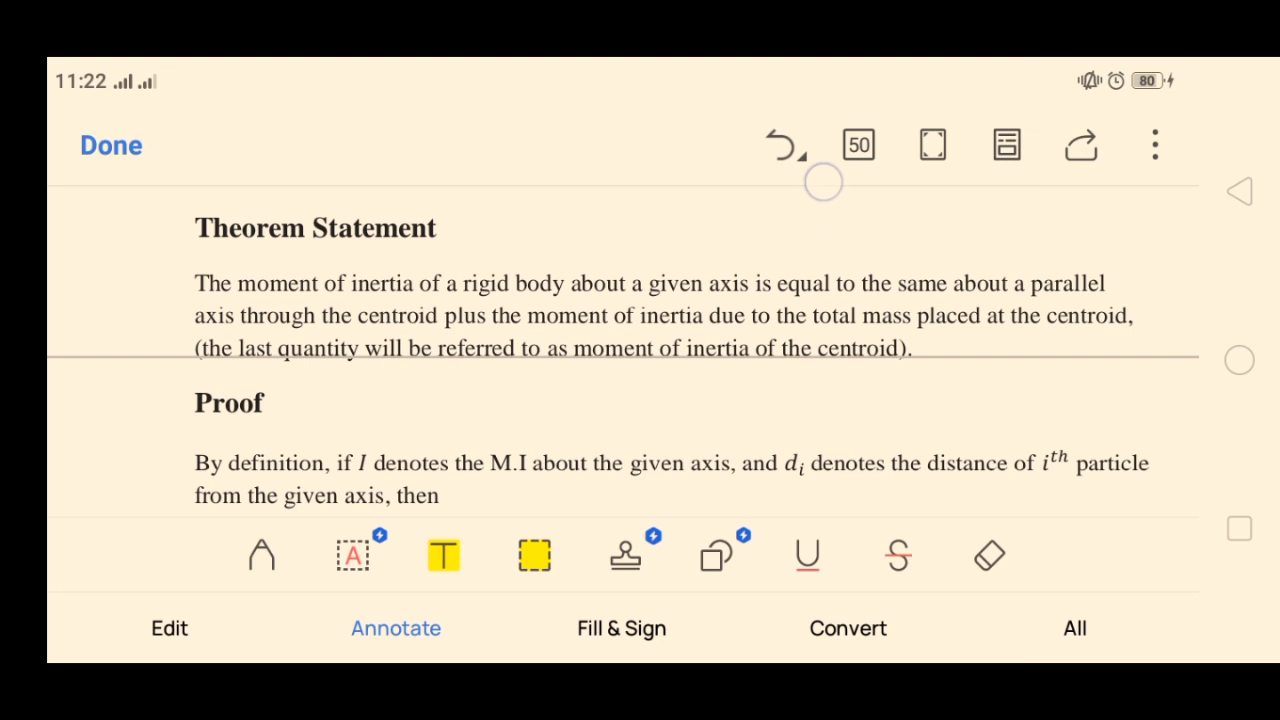 11:22
80
Done
50
Theorem Statement
The moment of inertia of a rigid body about a given axis is equal to the same about a parallel
axis through the centroid plus the moment of inertia due to the total mass placed at the centroid,
(the last quantity will be referred to as moment of inertia of the centroid).
Proof
By definition, if I denotes the M.I about the given axis, and dᵢ denotes the distance of iᵗʰ particle
from the given axis, then
A T U S
Edit Annotate Fill & Sign Convert All